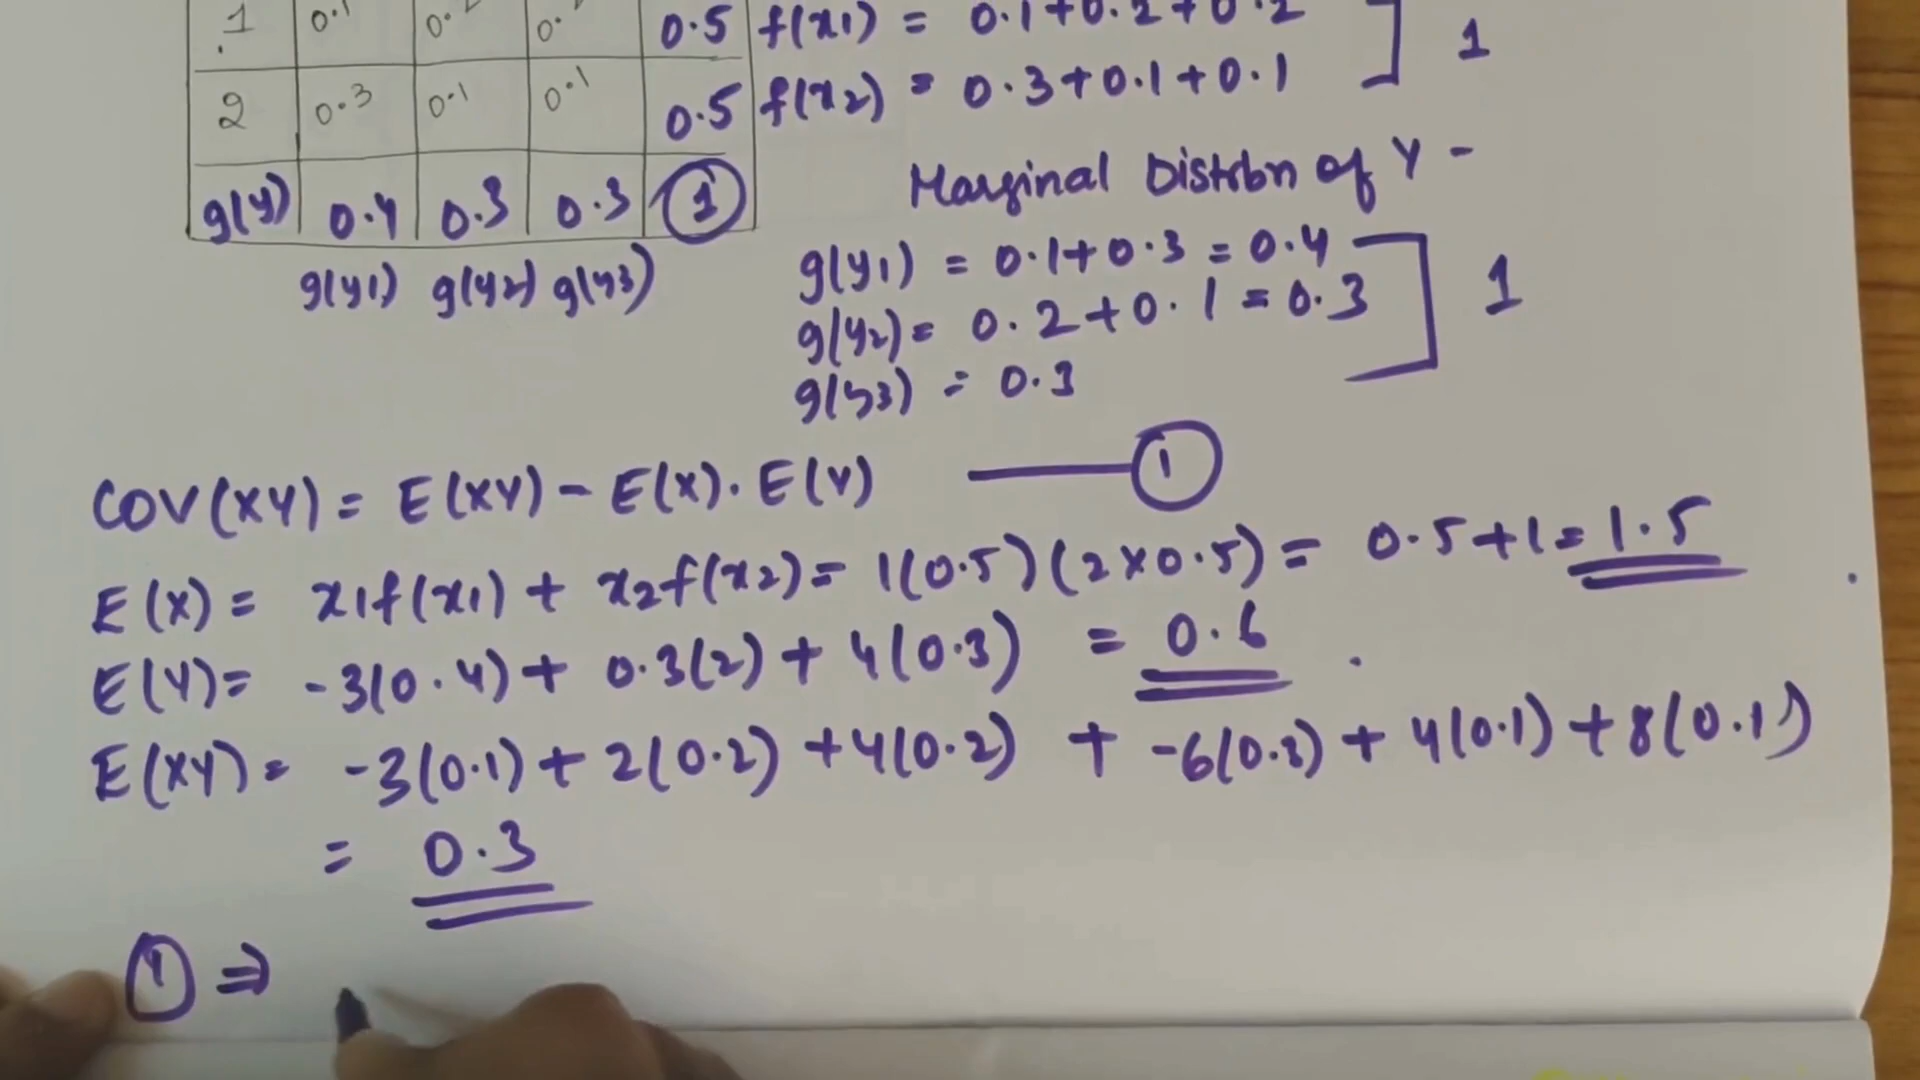 1 0.1 0. 0. 0.5 f(x1) = 0.1+0.2+0.2
2 0.3 0.1 0.1 0.5 f(x2) = 0.3+0.1+0.1 ] 1
g(y) 0.4 0.3 0.3 1
g(y1) g(y2) g(y3)
Marginal Distrbn of Y -
g(y1) = 0.1+0.3 = 0.4
g(y2) = 0.2+0.1 = 0.3 ] 1
g(y3) = 0.3
COV(XY) = E(XY) - E(X). E(Y) — 1
E(X) = x1f(x1) + x2f(x2) = 1(0.5)(2x0.5) = 0.5+1 = 1.5
E(Y) = -3(0.4) + 0.3(2) + 4(0.3) = 0.6
E(XY) = -3(0.1) + 2(0.2) +4(0.2) + -6(0.3) + 4(0.1) + 8(0.1)
= 0.3
1 ⇒